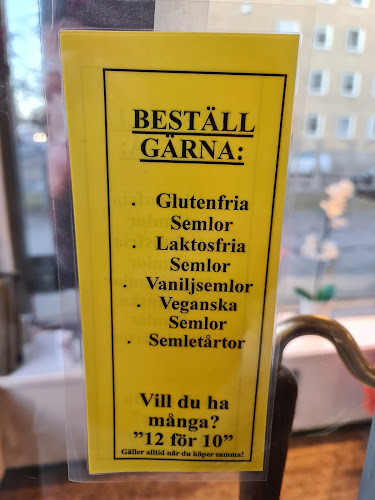 BESTÄLL
GÄRNA:
• Glutenfria
Semlor
• Laktosfria
Semlor
• Vaniljsemlor
• Veganska
Semlor
• Semletårtor
Vill du ha
många?
”12 för 10”
Gäller alltid när du köper samma!